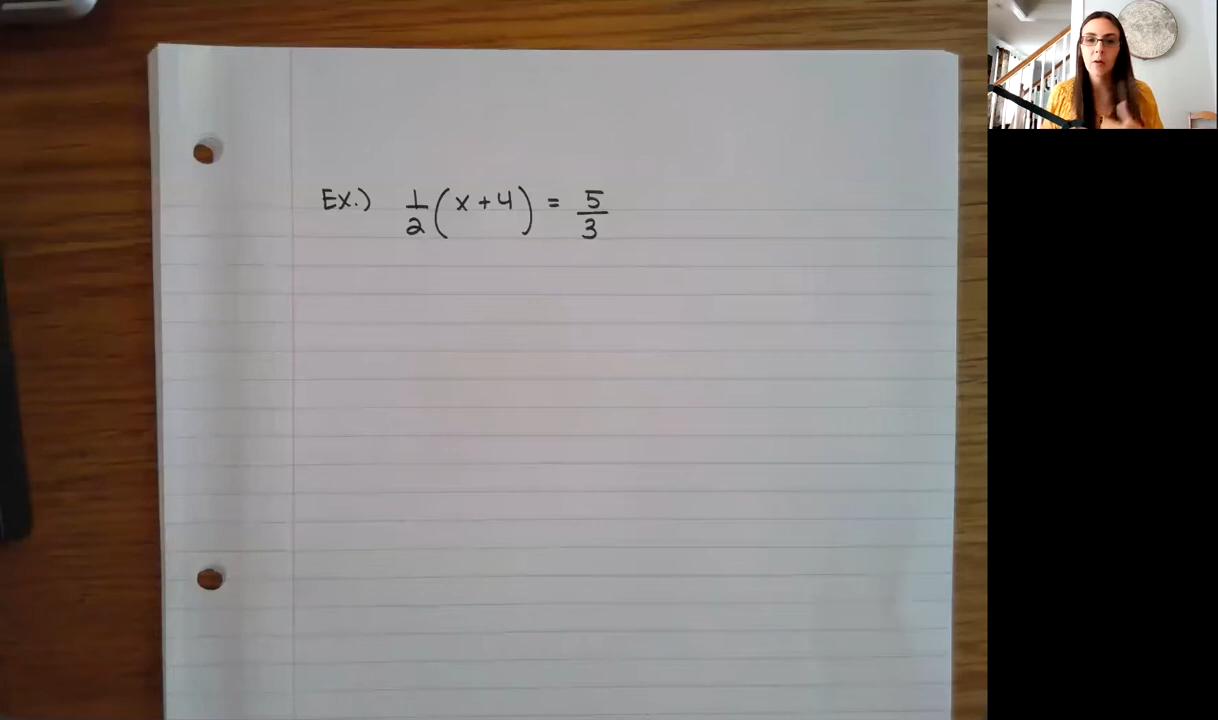 Ex.) 1/2 (x + 4) = 5/3